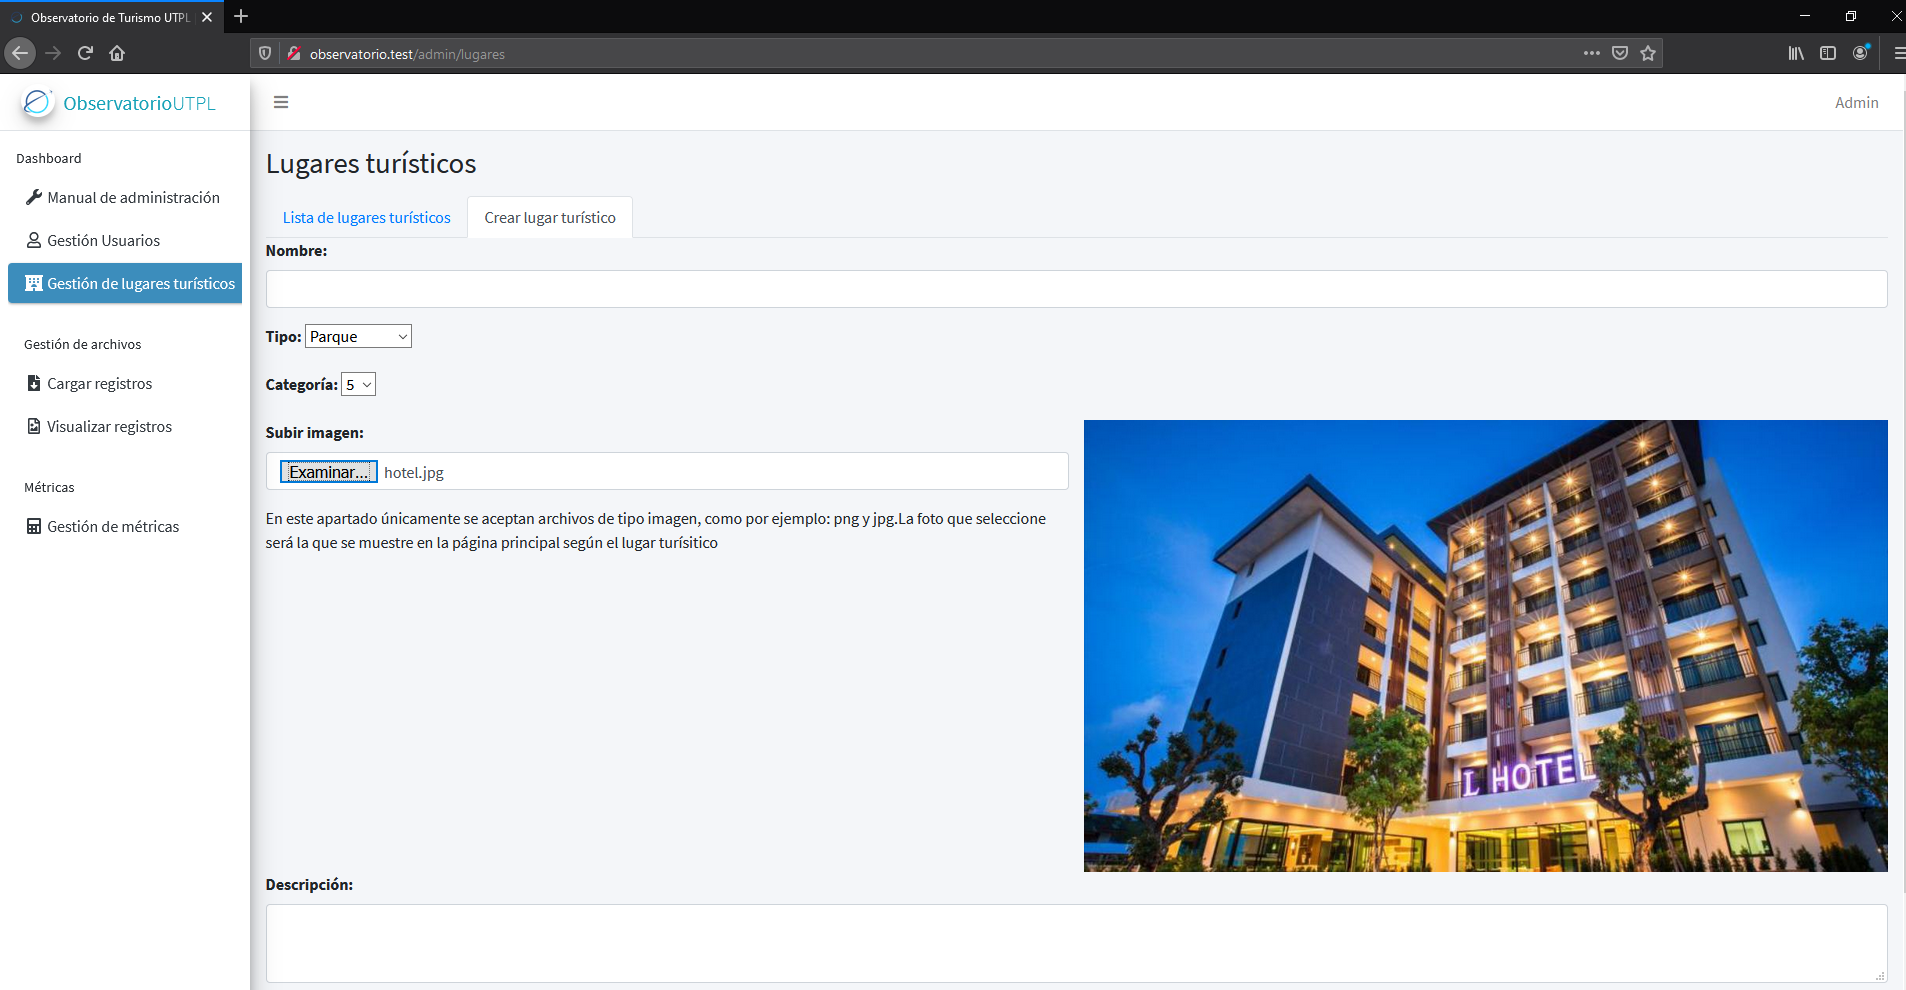 Observatorio de Turismo UTPL
observatorio.test/admin/lugares
ObservatorioUTPL
Admin
Dashboard
Manual de administración
Gestión Usuarios
Gestión de lugares turísticos
Gestión de archivos
Cargar registros
Visualizar registros
Métricas
Gestión de métricas
Lugares turísticos
Lista de lugares turísticos
Crear lugar turístico
Nombre:
Tipo: Parque
Categoría: 5
Subir imagen:
Examinar... hotel.jpg
En este apartado únicamente se aceptan archivos de tipo imagen, como por ejemplo: png y jpg.La foto que seleccione
será la que se muestre en la página principal según el lugar turísitico
L HOTEL
Descripción: